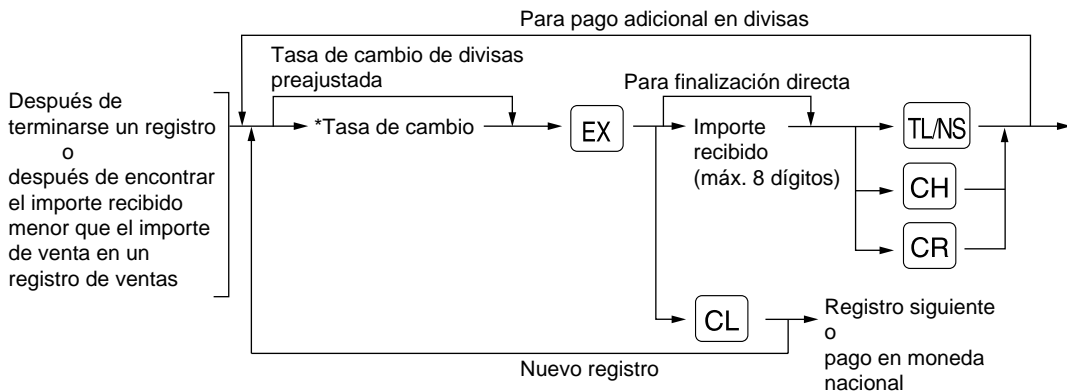 Para pago adicional en divisas
Tasa de cambio de divisas
preajustada
Para finalización directa
Después de
terminarse un registro
o
después de encontrar
el importe recibido
menor que el importe
de venta en un
registro de ventas
*Tasa de cambio
EX
Importe
recibido
(máx. 8 dígitos)
TL/NS
CH
CR
CL
Registro siguiente
o
pago en moneda
nacional
Nuevo registro